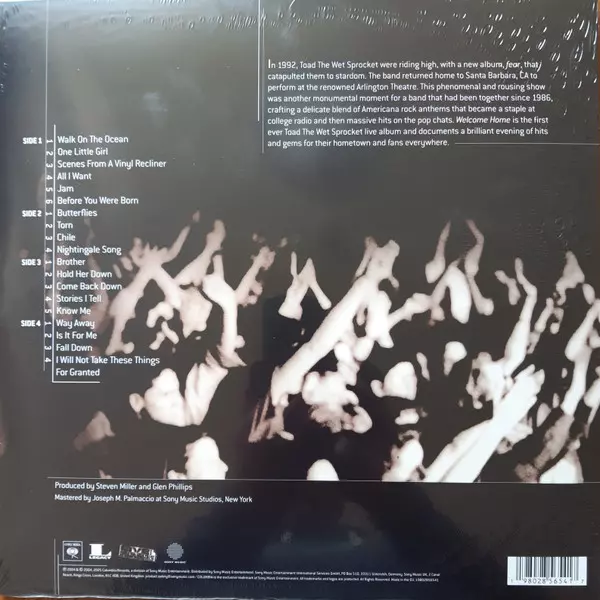 In 1992, Toad The Wet Sprocket were riding high, with a new album, fear, that
catapulted them to stardom. The band returned home to Santa Barbara, CA to
perform at the renowned Arlington Theatre. This phenomenal and rousing show
was another monumental moment for a band that had been together since 1986,
crafting a delicate blend of Americana rock anthems that became a staple at
college radio and then massive hits on the pop chats. Welcome Home is the first
ever Toad The Wet Sprocket live album and documents a brilliant evening of hits
and gems for their hometown and fans everywhere.
SIDE 1 1 Walk On The Ocean
2 One Little Girl
3 Scenes From A Vinyl Recliner
4 All I Want
5 Jam
6 Before You Were Born
SIDE 2 1 Butterflies
2 Torn
3 Chile
4 Nightingale Song
SIDE 3 1 Brother
2 Hold Her Down
3 Come Back Down
4 Stories I Tell
5 Know Me
SIDE 4 1 Way Away
2 Is It For Me
3 Fall Down
4 I Will Not Take These Things
For Granted
Produced by Steven Miller and Glen Phillips
Mastered by Joseph M. Palmaccio at Sony Music Studios, New York
LEGACY
SONY MUSIC
1 98028 56547 7